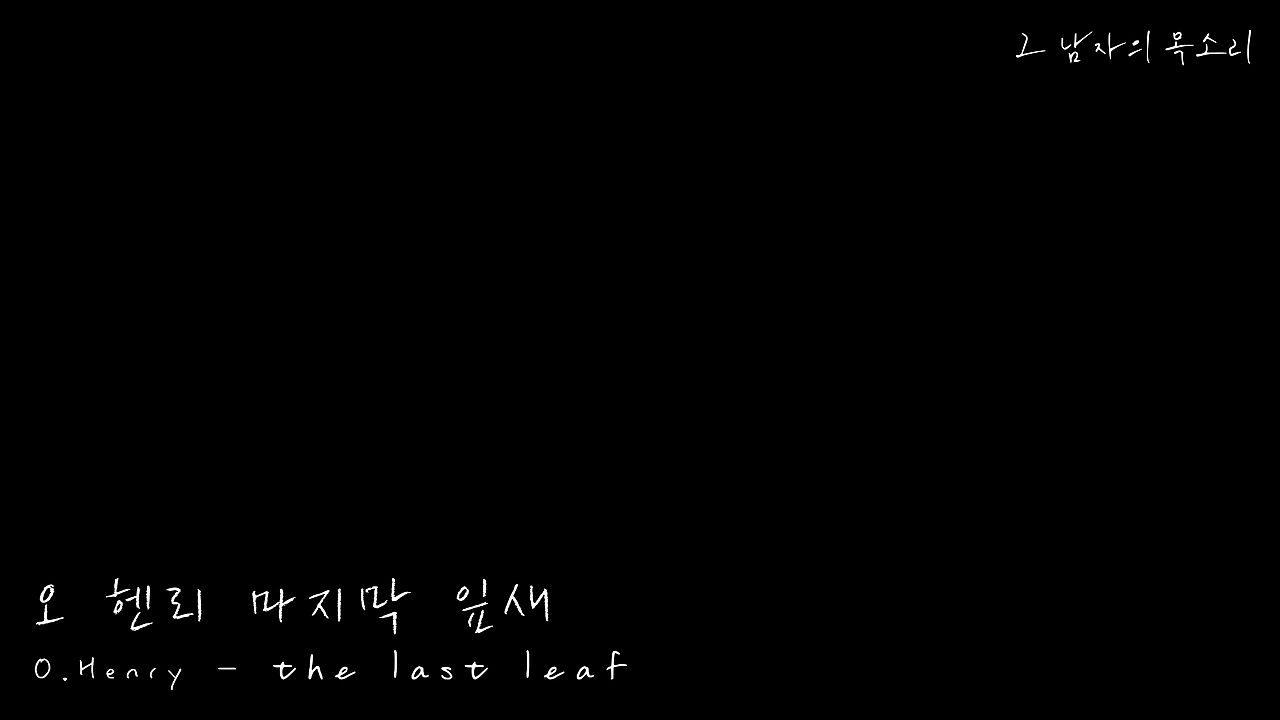 그 남자의 목소리
오 헨리 마지막 잎새
O.Henry - the last leaf